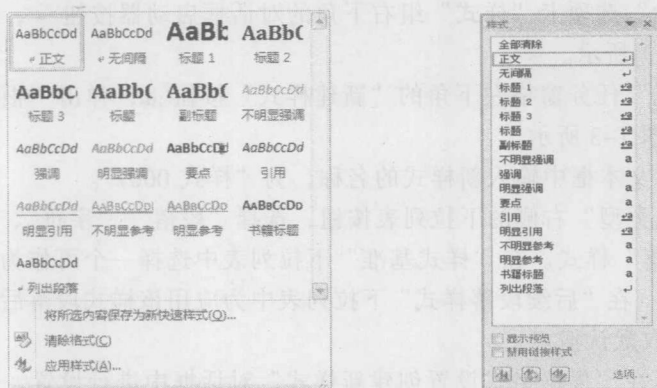 AaBbCcDd AaBbCcDd AaBb AaBbC
↵ 正文 ↵ 无间隔 标题 1 标题 2
AaBbC AaBbC AaBbC AaBbCcDd
标题 3 标题 副标题 不明显强调
AaBbCcDd AaBbCcDd AaBbCcDd AaBbCcDd
强调 明显强调 要点 引用
AaBbCcDd AaBbCcDd AaBbCcDd AaBbCcDd
明显引用 不明显参考 明显参考 书籍标题
AaBbCcDd
↵ 列出段落
将所选内容保存为新快速样式(Q)...
清除格式(C)
应用样式(A)...
样式
全部清除
正文 ↵
无间隔 ↵
标题 1
标题 2
标题 3
标题
副标题
不明显强调 a
强调 a
明显强调 a
要点 a
引用
明显引用
不明显参考 a
明显参考 a
书籍标题 a
列出段落 ↵
显示预览
禁用链接样式
选项...